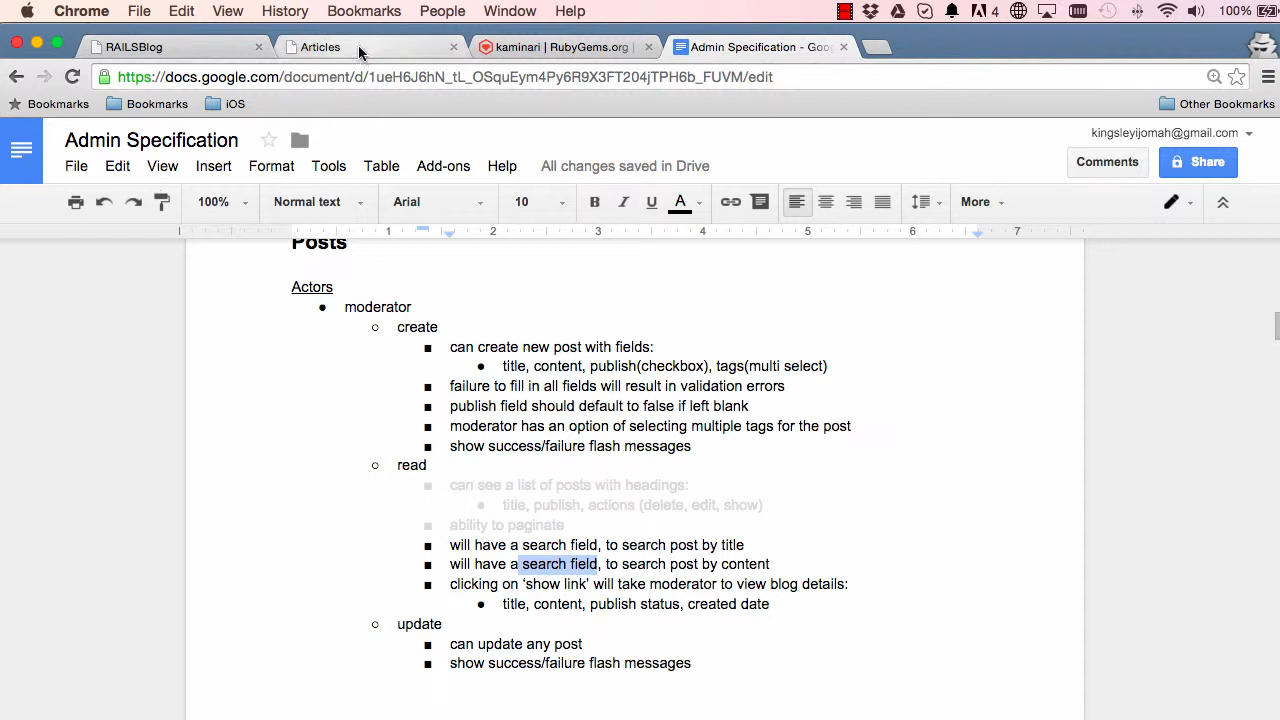 Chrome File Edit View History Bookmarks People Window Help 4 100%
RAILSBlog Articles kaminari | RubyGems.org Admin Specification - Goo
https://docs.google.com/document/d/1ueH6J6hN_tL_OSquEym4Py6R9X3FT204jTPH6b_FUVM/edit
Bookmarks Bookmarks iOS Other Bookmarks
Admin Specification kingsleyijomah@gmail.com
File Edit View Insert Format Tools Table Add-ons Help All changes saved in Drive Comments Share
100% Normal text Arial 10 B I U A More
1 2 3 4 5 6 7
Posts
Actors
● moderator
○ create
■ can create new post with fields:
● title, content, publish(checkbox), tags(multi select)
■ failure to fill in all fields will result in validation errors
■ publish field should default to false if left blank
■ moderator has an option of selecting multiple tags for the post
■ show success/failure flash messages
○ read
■ can see a list of posts with headings:
● title, publish, actions (delete, edit, show)
■ ability to paginate
■ will have a search field, to search post by title
■ will have a search field, to search post by content
■ clicking on ‘show link’ will take moderator to view blog details:
● title, content, publish status, created date
○ update
■ can update any post
■ show success/failure flash messages